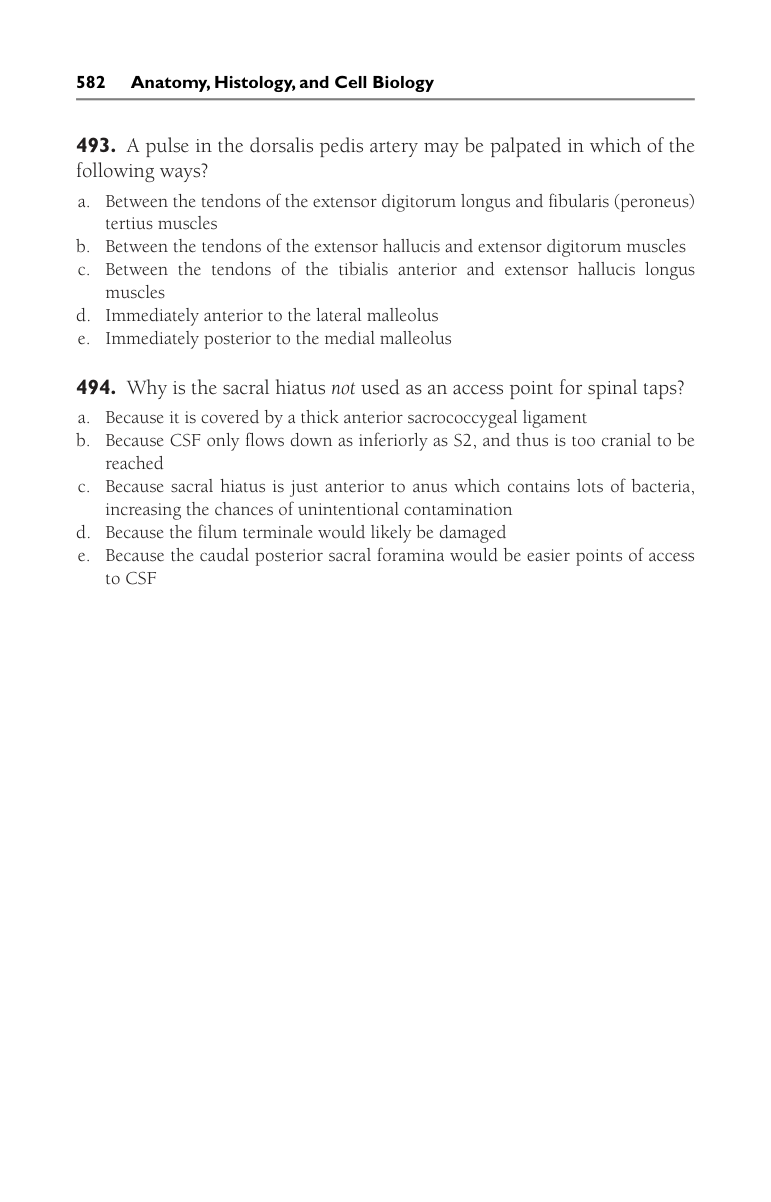 582 Anatomy, Histology, and Cell Biology
493. A pulse in the dorsalis pedis artery may be palpated in which of the
following ways?
a. Between the tendons of the extensor digitorum longus and fibularis (peroneus)
tertius muscles
b. Between the tendons of the extensor hallucis and extensor digitorum muscles
c. Between the tendons of the tibialis anterior and extensor hallucis longus
muscles
d. Immediately anterior to the lateral malleolus
e. Immediately posterior to the medial malleolus
494. Why is the sacral hiatus not used as an access point for spinal taps?
a. Because it is covered by a thick anterior sacrococcygeal ligament
b. Because CSF only flows down as inferiorly as S2, and thus is too cranial to be
reached
c. Because sacral hiatus is just anterior to anus which contains lots of bacteria,
increasing the chances of unintentional contamination
d. Because the filum terminale would likely be damaged
e. Because the caudal posterior sacral foramina would be easier points of access
to CSF